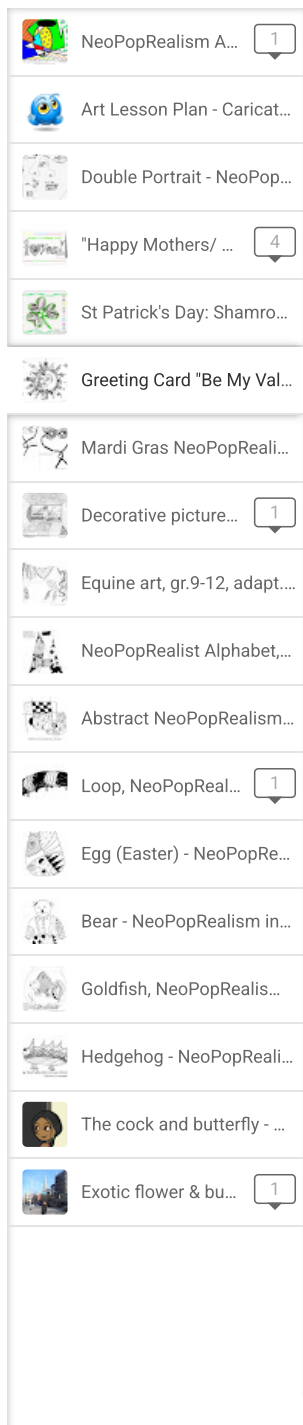 NeoPopRealism A...
1
Art Lesson Plan - Caricat...
Double Portrait - NeoPop...
"Happy Mothers/ ...
4
St Patrick's Day: Shamro...
Greeting Card "Be My Val...
Mardi Gras NeoPopReali...
Decorative picture...
1
Equine art, gr.9-12, adapt....
NeoPopRealist Alphabet,...
Abstract NeoPopRealism...
Loop, NeoPopReal...
1
Egg (Easter) - NeoPopRe...
Bear - NeoPopRealism in...
Goldfish, NeoPopRealis...
Hedgehog - NeoPopReali...
The cock and butterfly - ...
Exotic flower & bu...
1